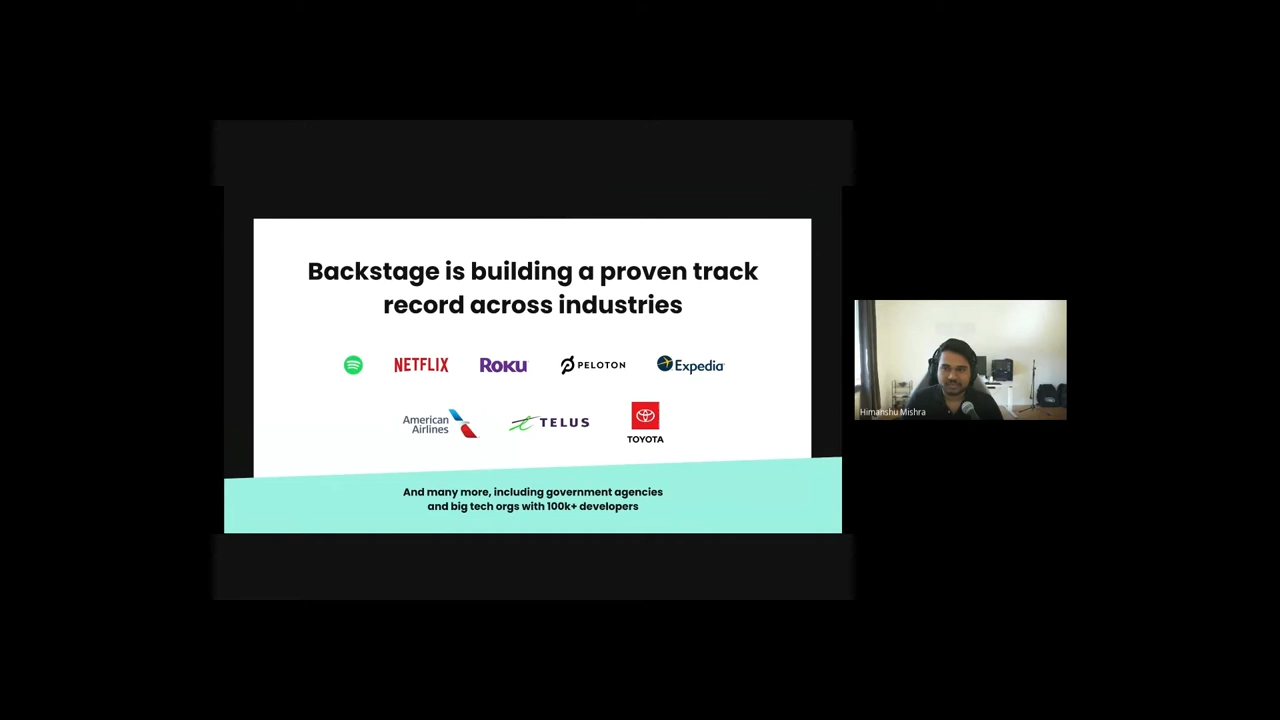 Backstage is building a proven track
record across industries
NETFLIX
ROKU
PELOTON
Expedia
American
Airlines
TELUS
TOYOTA
And many more, including government agencies
and big tech orgs with 100k+ developers
Himanshu Mishra